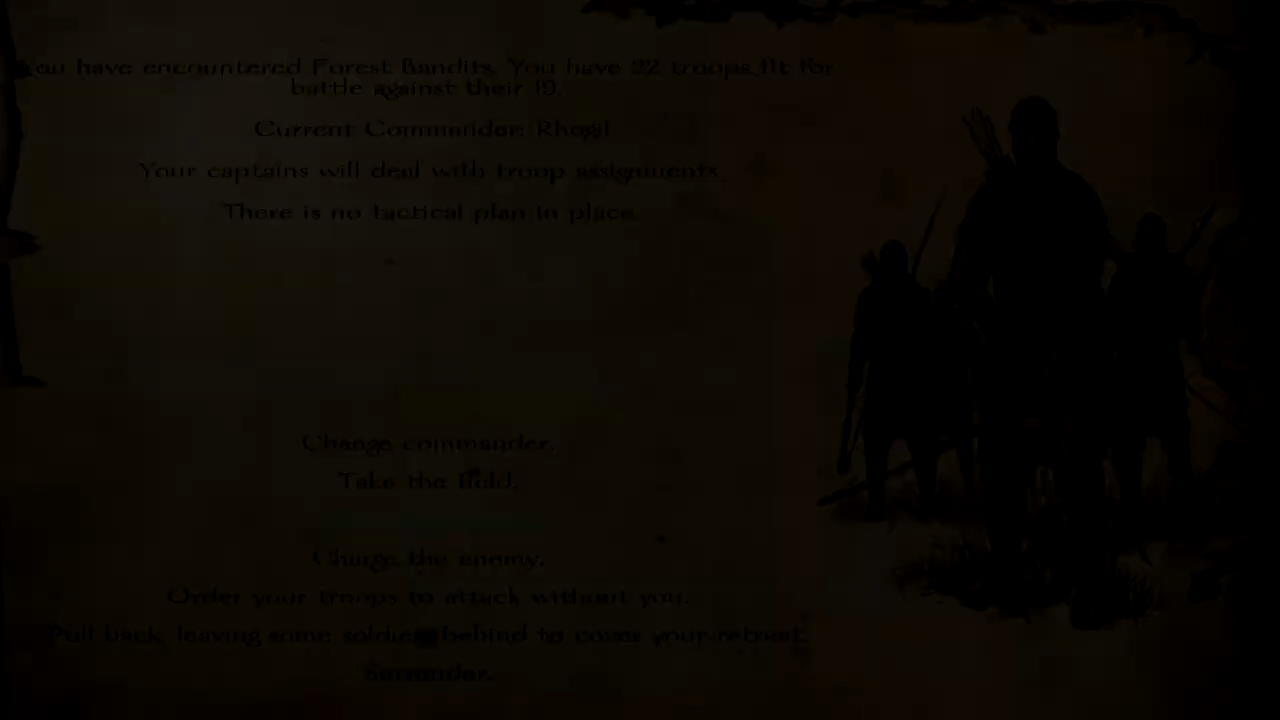 You have encountered Forest Bandits. You have 22 troops fit for
battle against their 19.
Current Commander: Rhogil
Your captains will deal with troop assignments.
There is no tactical plan in place.
Change commander.
Take the field.
Charge the enemy.
Order your troops to attack without you.
Pull back, leaving some soldiers behind to cover your retreat.
Surrender.